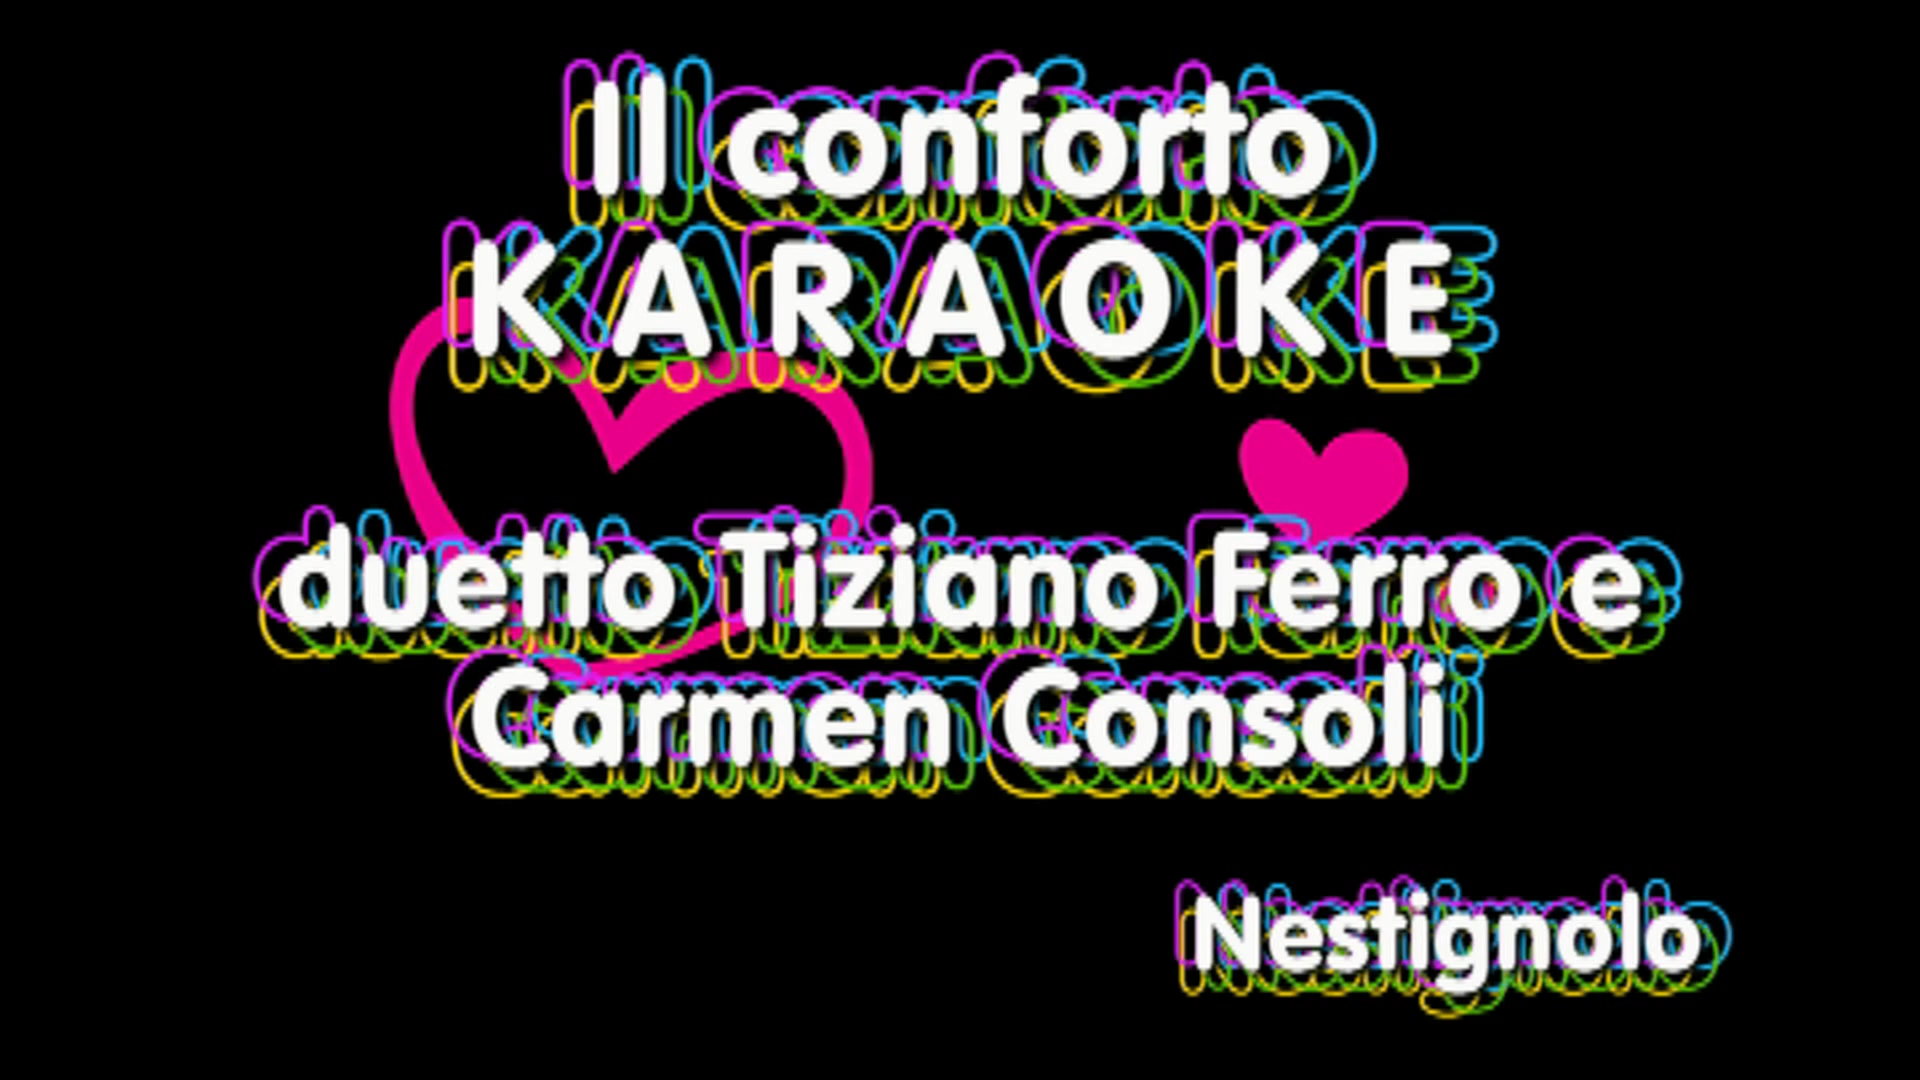 Il conforto
KARAOKE
duetto Tiziano Ferro e
Carmen Consoli
Nestignolo